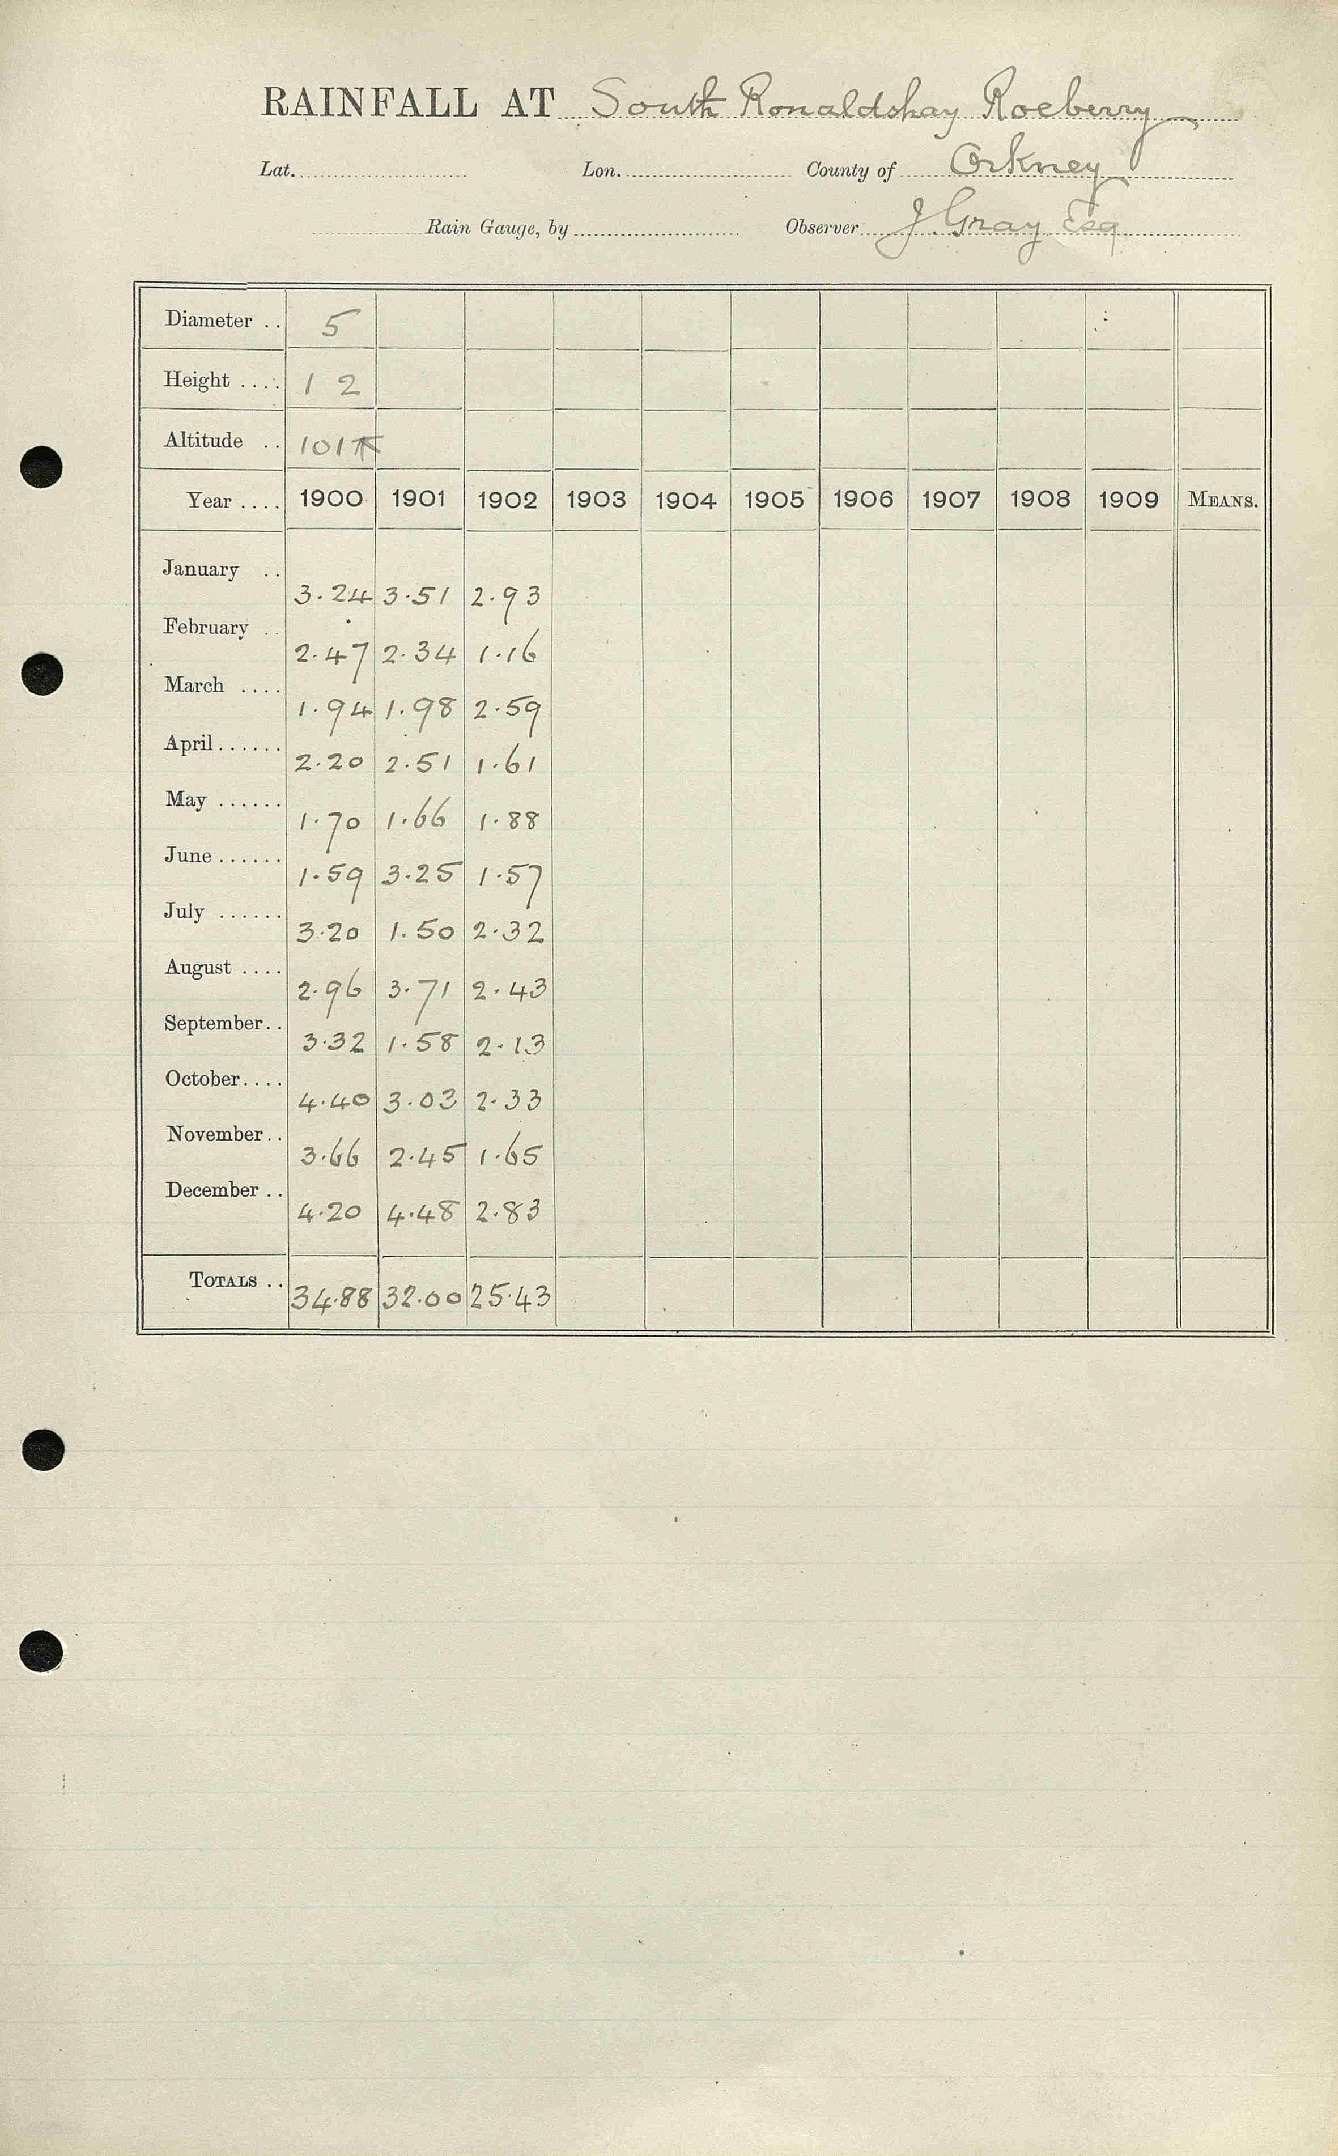 RAINFALL AT South Ronaldshay Roeberry
Lat. Lon. County of Orkney
Rain Gauge, by Observer J. Gray Esq
Diameter .. 5
Height .... 1 2
Altitude .. 101 ft
Year .... 1900 1901 1902 1903 1904 1905 1906 1907 1908 1909 MEANS.
January .. 3.24 3.51 2.93
February .. 2.47 2.34 1.16
March .... 1.94 1.98 2.59
April ...... 2.20 2.51 1.61
May ...... 1.70 1.66 1.88
June ...... 1.59 3.25 1.57
July ...... 3.20 1.50 2.32
August .... 2.96 3.71 2.43
September .. 3.32 1.58 2.13
October .... 4.40 3.03 2.33
November .. 3.66 2.45 1.65
December .. 4.20 4.48 2.83
TOTALS .. 34.88 32.00 25.43